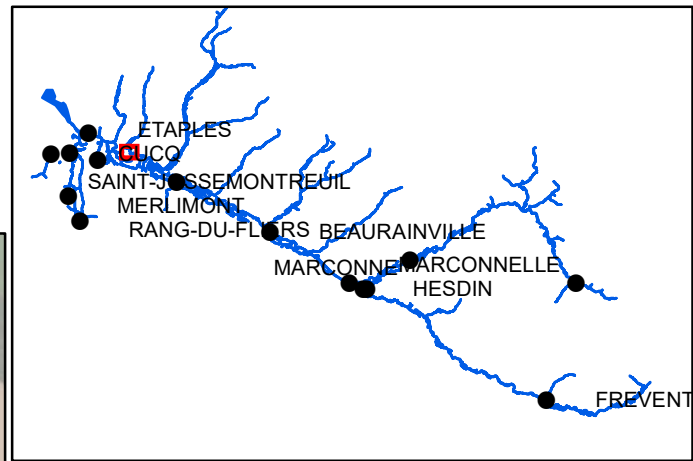 ETAPLES
CUCQ
SAINT-JOSSE
MONTREUIL
MERLIMONT
RANG-DU-FLIERS
BEAURAINVILLE
MARCONNE
MARCONNELLE
HESDIN
FREVENT